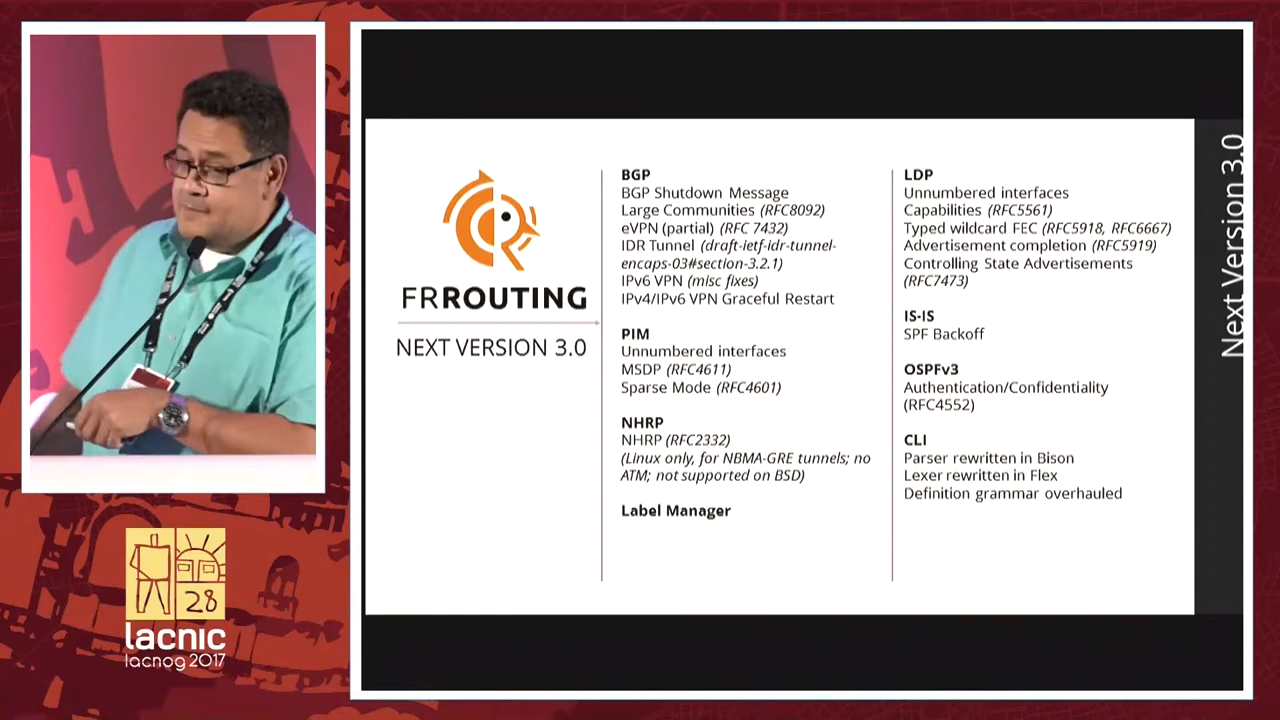 FRROUTING
NEXT VERSION 3.0
BGP
BGP Shutdown Message
Large Communities (RFC8092)
eVPN (partial) (RFC 7432)
IDR Tunnel (draft-ietf-idr-tunnel-
encaps-03#section-3.2.1)
IPv6 VPN (misc fixes)
IPv4/IPv6 VPN Graceful Restart
PIM
Unnumbered interfaces
MSDP (RFC4611)
Sparse Mode (RFC4601)
NHRP
NHRP (RFC2332)
(Linux only, for NBMA-GRE tunnels; no
ATM; not supported on BSD)
Label Manager
LDP
Unnumbered interfaces
Capabilities (RFC5561)
Typed wildcard FEC (RFC5918, RFC6667)
Advertisement completion (RFC5919)
Controlling State Advertisements
(RFC7473)
IS-IS
SPF Backoff
OSPFv3
Authentication/Confidentiality
(RFC4552)
CLI
Parser rewritten in Bison
Lexer rewritten in Flex
Definition grammar overhauled
Next Version 3.0
28
lacnic
lacnog 2017